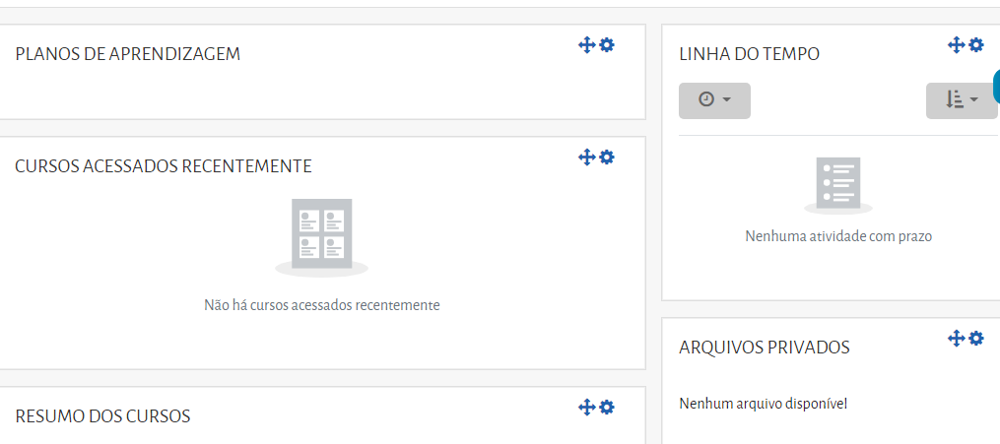 PLANOS DE APRENDIZAGEM
CURSOS ACESSADOS RECENTEMENTE
Não há cursos acessados recentemente
RESUMO DOS CURSOS
LINHA DO TEMPO
Nenhuma atividade com prazo
ARQUIVOS PRIVADOS
Nenhum arquivo disponível